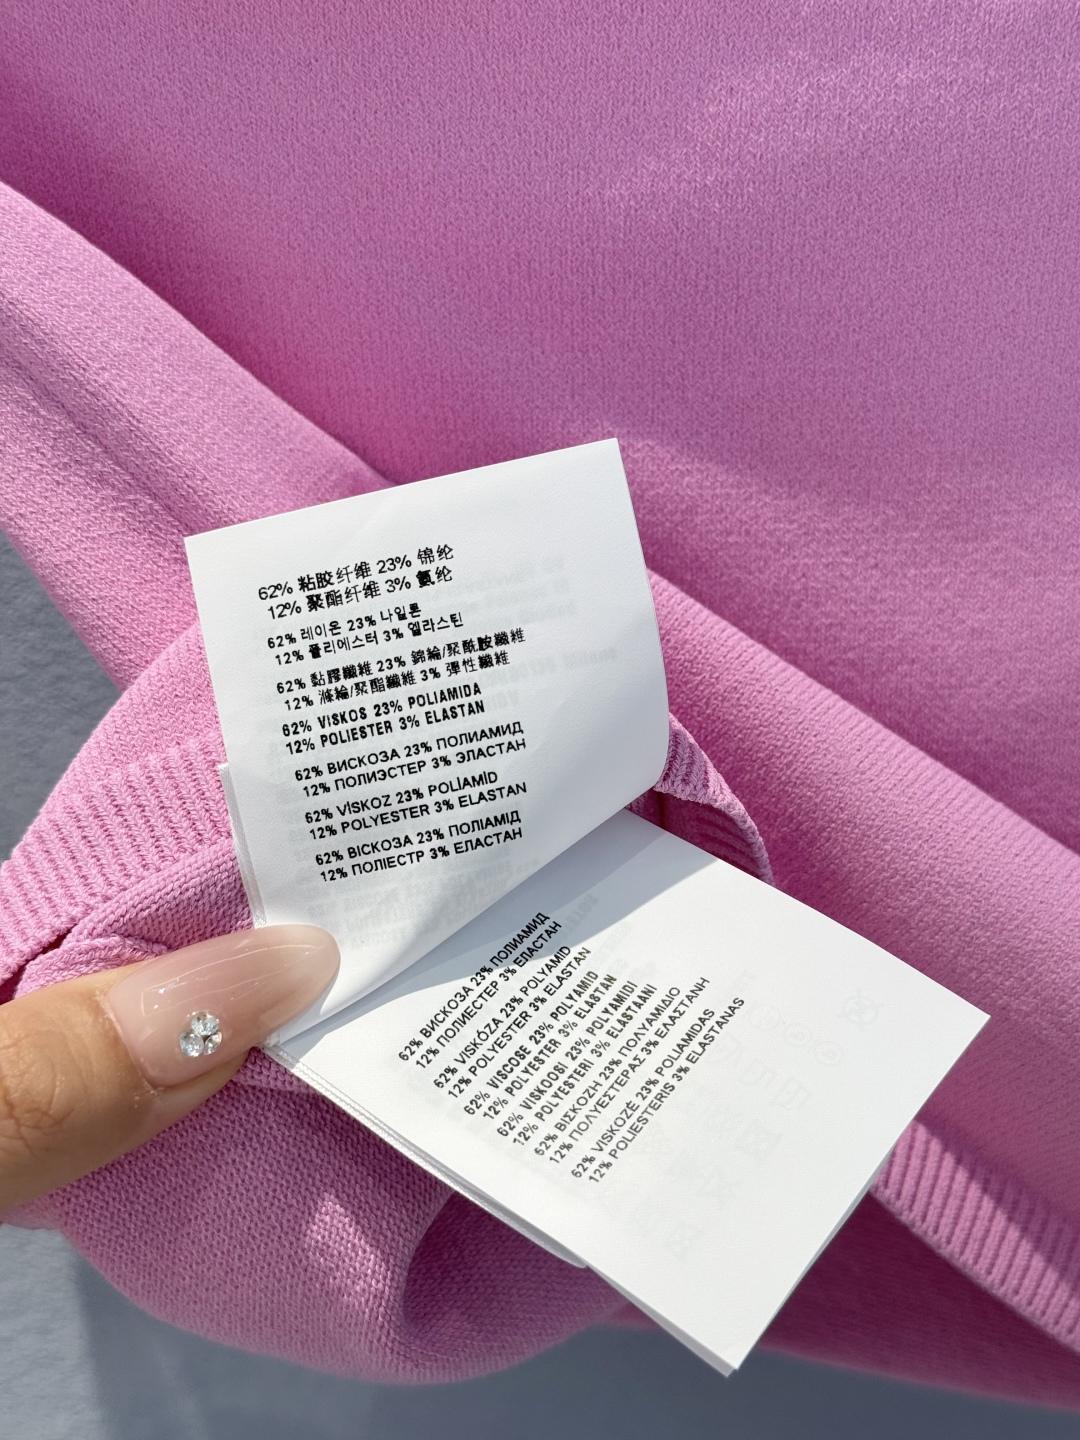 62% 粘胶纤维 23% 锦纶
12% 聚酯纤维 3% 氨纶
62% 레이온 23% 나일론
12% 폴리에스터 3% 엘라스틴
62% 黏膠纖維 23% 錦綸/聚酰胺纖維
12% 滌綸/聚酯纖維 3% 彈性纖維
62% VISKOS 23% POLIAMIDA
12% POLIESTER 3% ELASTAN
62% ВИСКОЗА 23% ПОЛИАМИД
12% ПОЛИЭСТЕР 3% ЭЛАСТАН
62% VİSKOZ 23% POLİAMİD
12% POLYESTER 3% ELASTAN
62% ВІСКОЗА 23% ПОЛІАМІД
12% ПОЛІЕСТР 3% ЕЛАСТАН
62% ВИСКОЗА 23% ПОЛИАМИД
12% ПОЛИЕСТЕР 3% ЕЛАСТАН
62% VISKÓZA 23% POLYAMID
12% POLYESTER 3% ELASTAN
62% VISCOSE 23% POLYAMID
12% POLYESTER 3% ELASTAN
62% VISKOOSI 23% POLYAMIDI
12% POLYESTERI 3% ELASTAANI
62% ΒΙΣΚΟΖΗ 23% ΠΟΛΥΑΜΙΔΙΟ
12% ΠΟΛΥΕΣΤΕΡΑΣ 3% ΕΛΑΣΤΑΝΗ
62% VISKOZĖ 23% POLIAMIDAS
12% POLIESTERIS 3% ELASTANAS